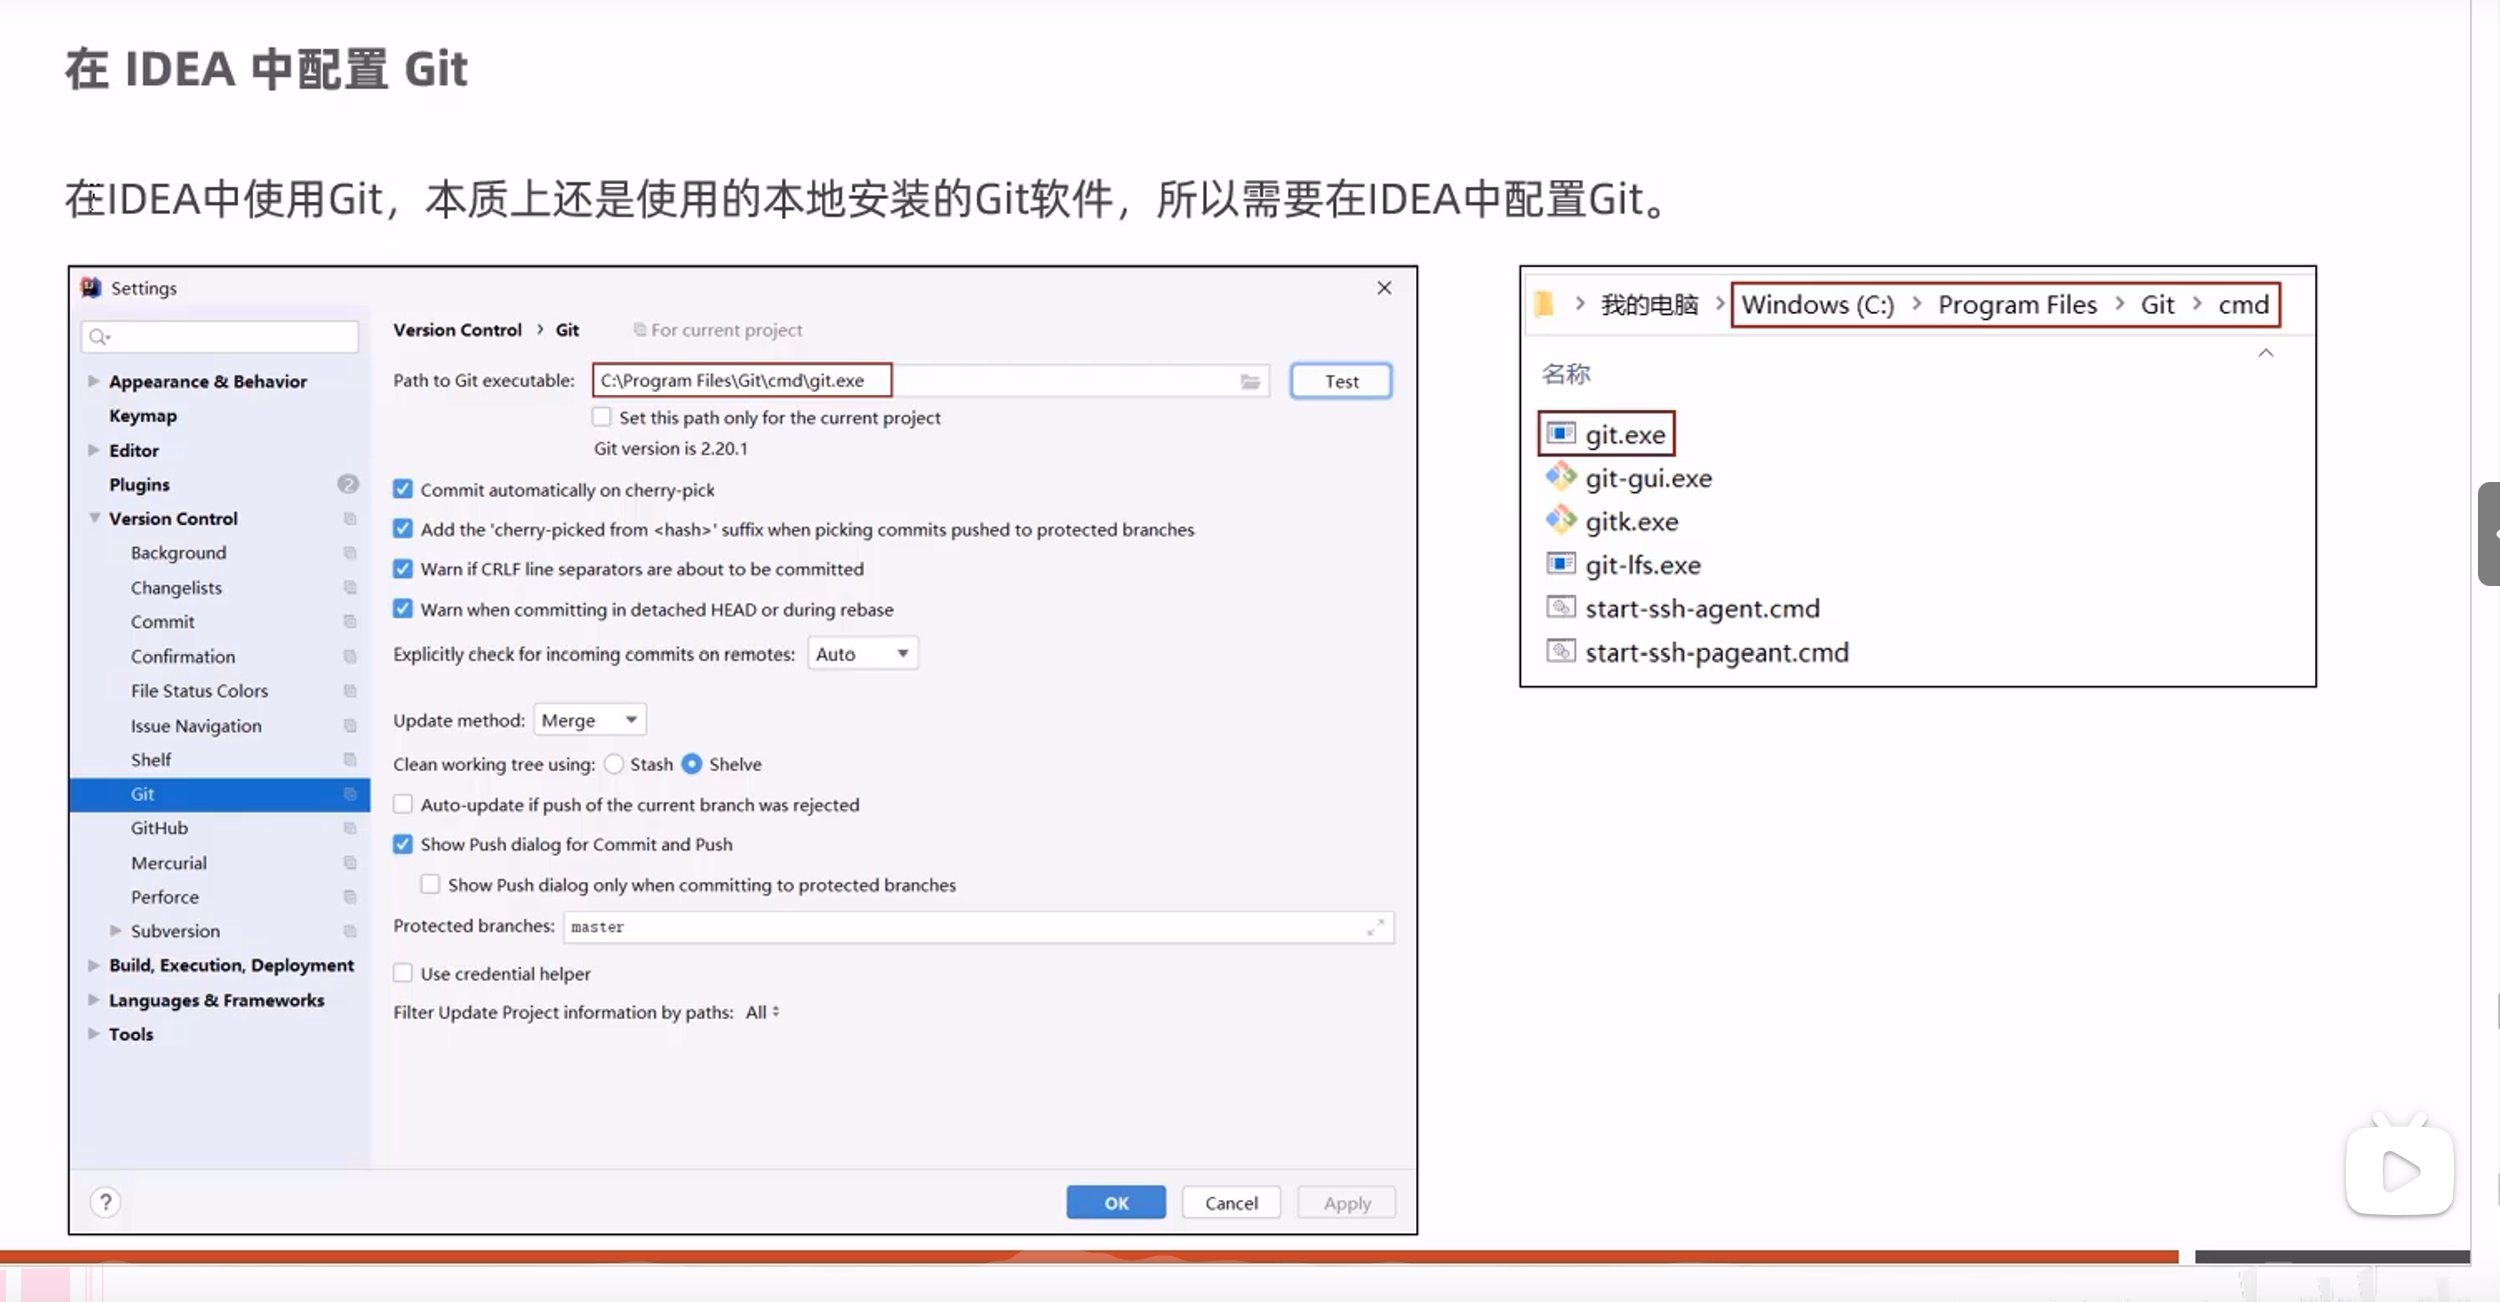 在 IDEA 中配置 Git
在IDEA中使用Git，本质上还是使用的本地安装的Git软件，所以需要在IDEA中配置Git。
Settings
Appearance & Behavior
Keymap
Editor
Plugins 2
Version Control
Background
Changelists
Commit
Confirmation
File Status Colors
Issue Navigation
Shelf
Git
GitHub
Mercurial
Perforce
Subversion
Build, Execution, Deployment
Languages & Frameworks
Tools
Version Control › Git For current project
Path to Git executable: C:\Program Files\Git\cmd\git.exe Test
Set this path only for the current project
Git version is 2.20.1
Commit automatically on cherry-pick
Add the 'cherry-picked from <hash>' suffix when picking commits pushed to protected branches
Warn if CRLF line separators are about to be committed
Warn when committing in detached HEAD or during rebase
Explicitly check for incoming commits on remotes: Auto
Update method: Merge
Clean working tree using: Stash Shelve
Auto-update if push of the current branch was rejected
Show Push dialog for Commit and Push
Show Push dialog only when committing to protected branches
Protected branches: master
Use credential helper
Filter Update Project information by paths: All
? OK Cancel Apply
› 我的电脑 › Windows (C:) › Program Files › Git › cmd
名称
git.exe
git-gui.exe
gitk.exe
git-lfs.exe
start-ssh-agent.cmd
start-ssh-pageant.cmd